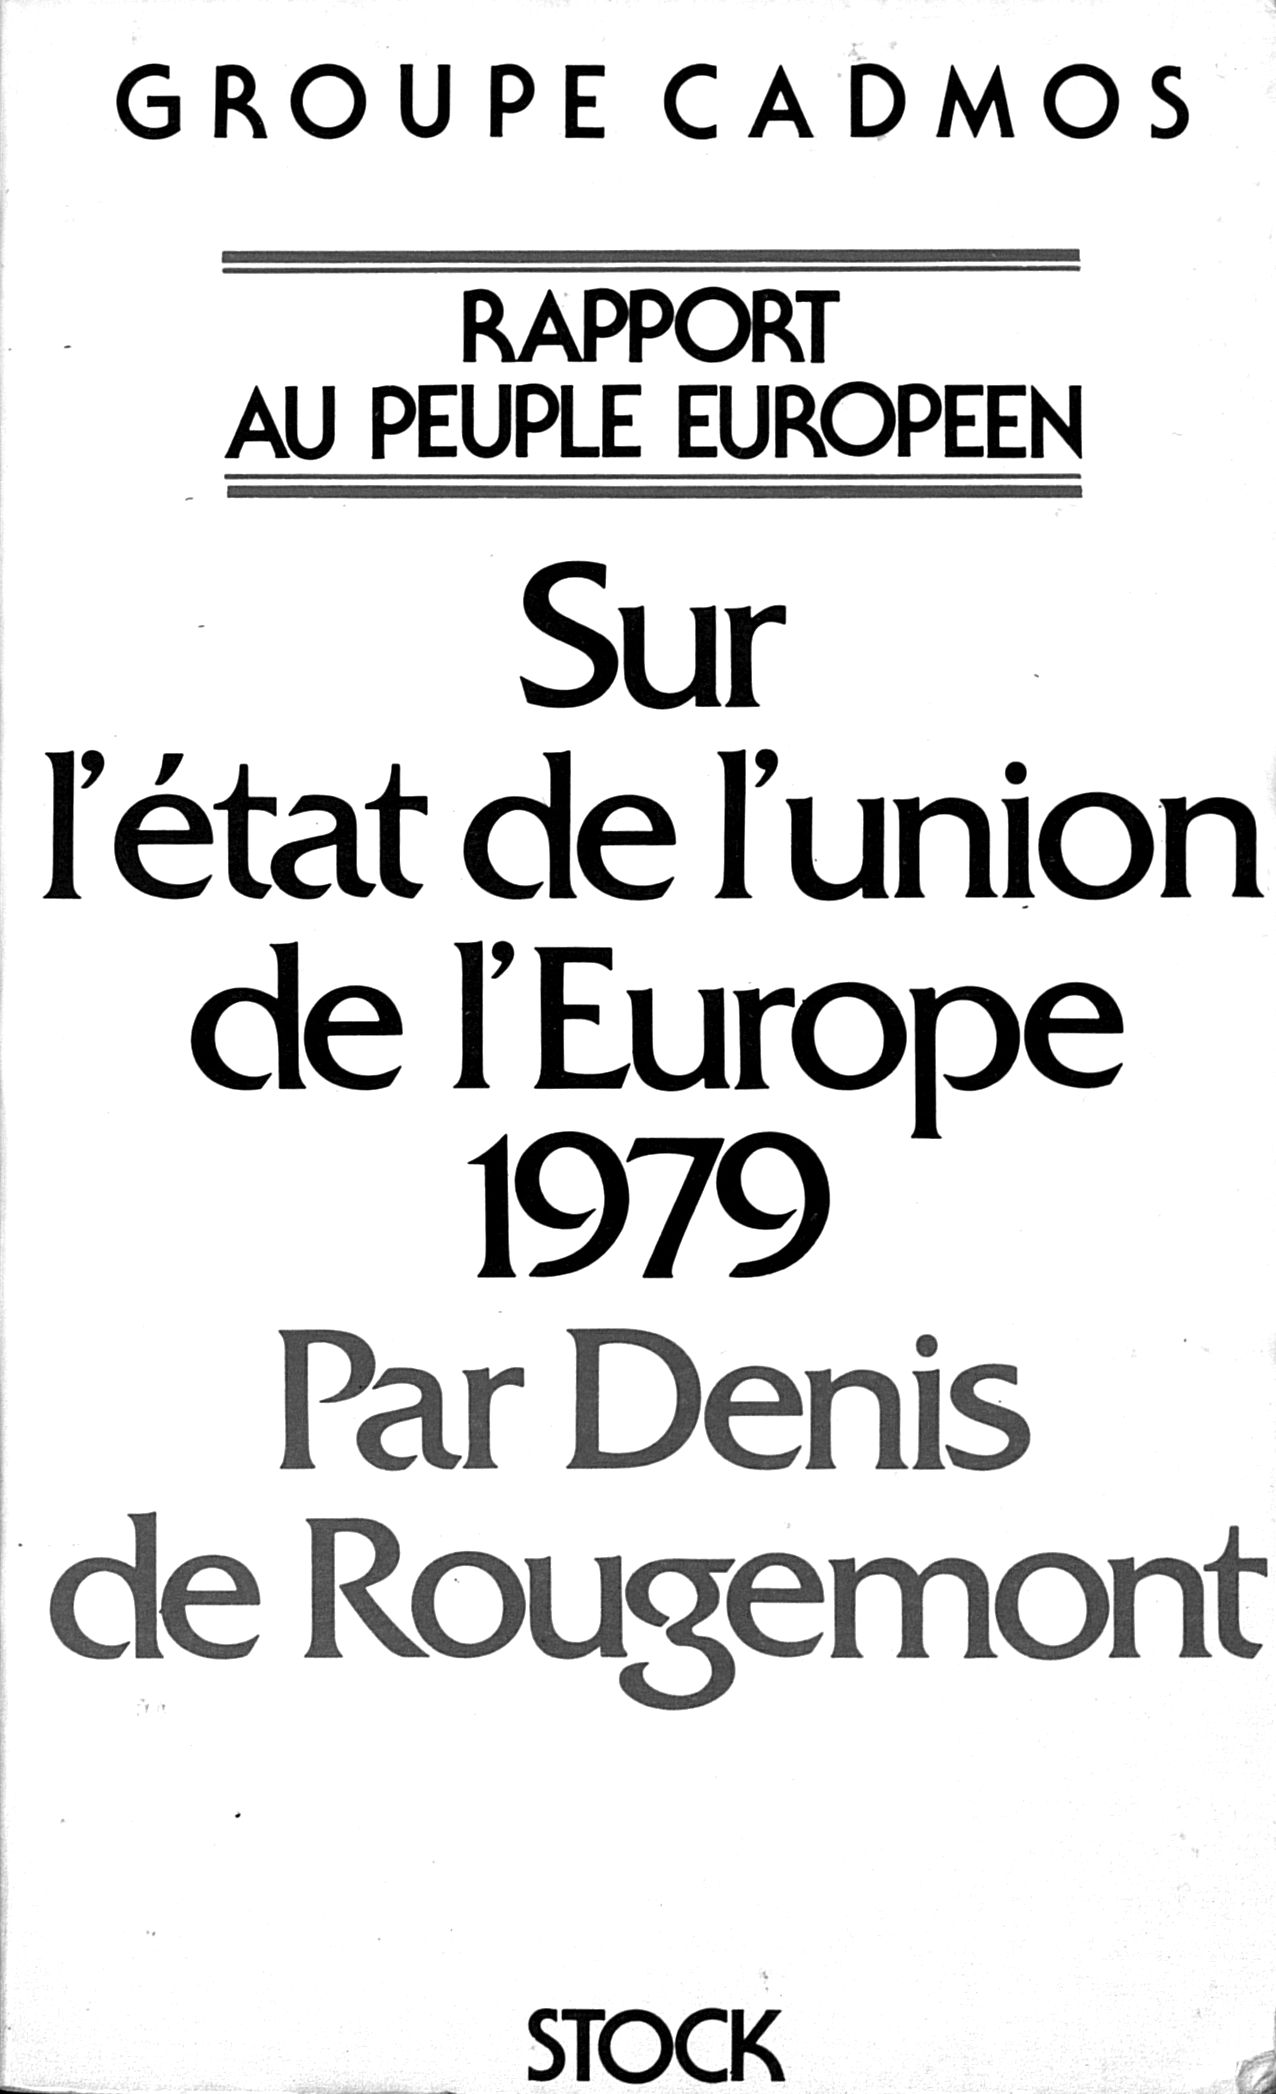 GROUPE CADMOS
RAPPORT
AU PEUPLE EUROPEEN
Sur
l'état de l'union
de l'Europe
1979
Par Denis
de Rougemont
STOCK